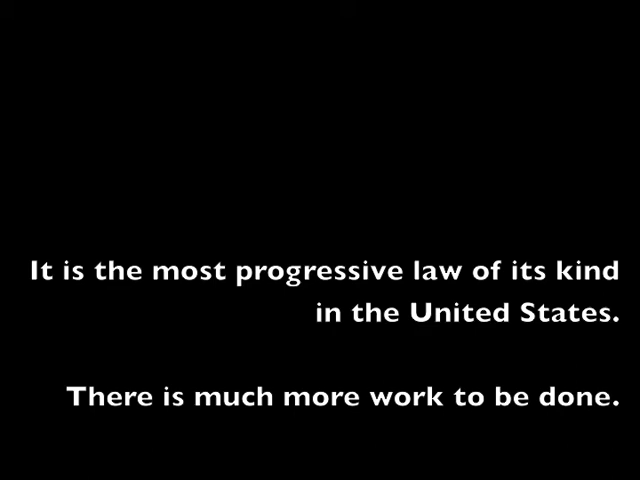 It is the most progressive law of its kind
in the United States.
There is much more work to be done.